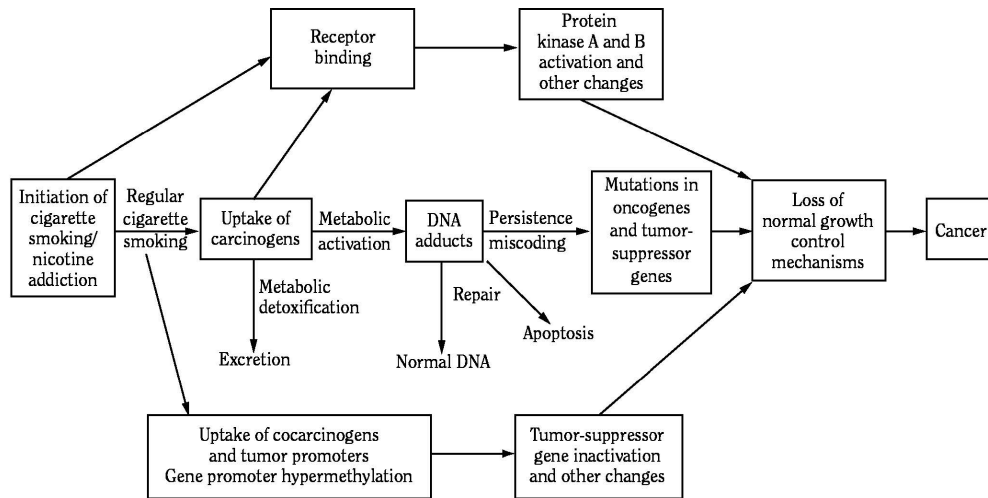 Receptor
binding
Protein
kinase A and B
activation and
other changes
Initiation of
cigarette
smoking/
nicotine
addiction
Regular
cigarette
smoking
Uptake of
carcinogens
Metabolic
activation
DNA
adducts
Persistence
miscoding
Mutations in
oncogenes
and tumor-
suppressor
genes
Loss of
normal growth
control
mechanisms
Cancer
Metabolic
detoxification
Excretion
Repair
Normal DNA
Apoptosis
Uptake of cocarcinogens
and tumor promoters
Gene promoter hypermethylation
Tumor-suppressor
gene inactivation
and other changes